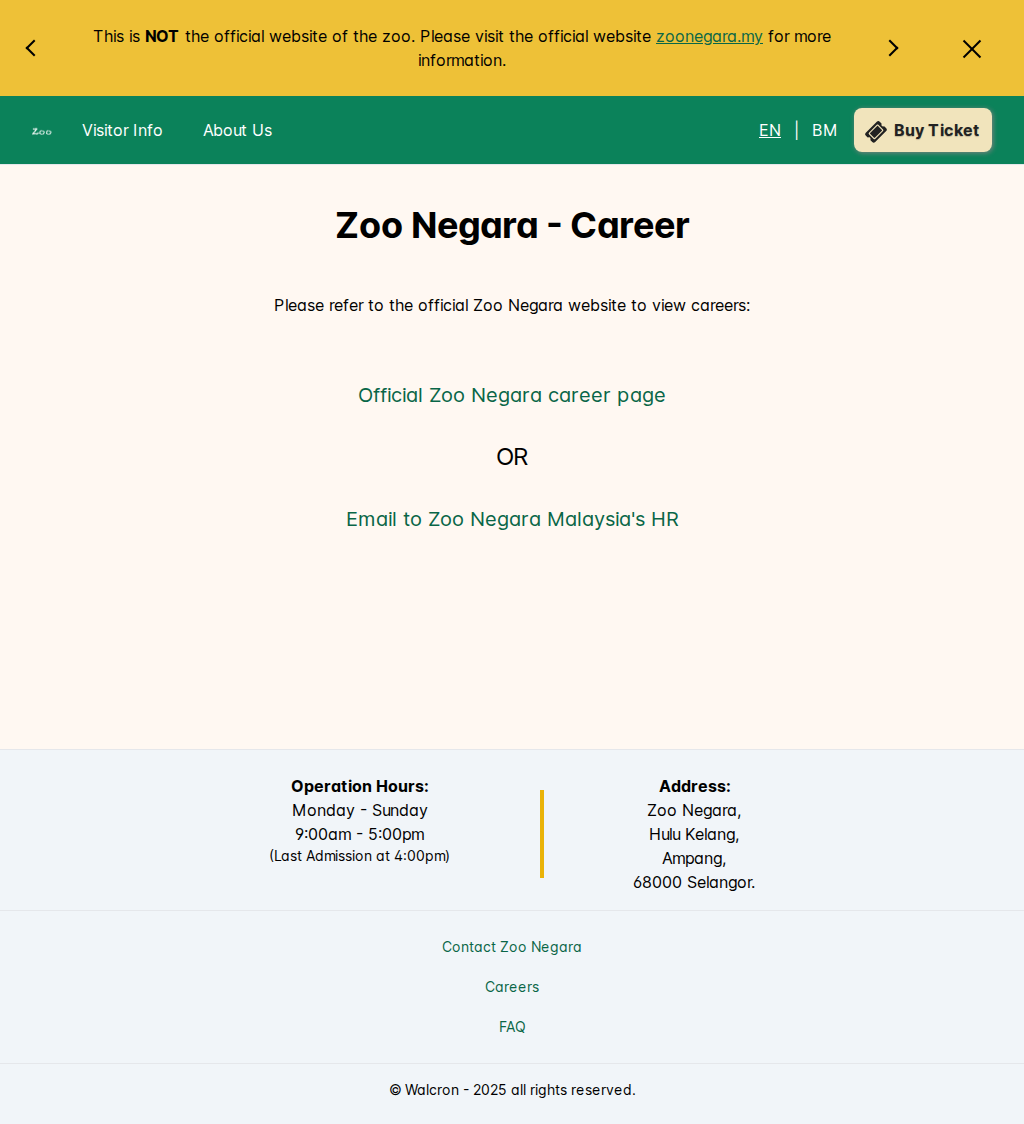 This is NOT the official website of the zoo. Please visit the official website zoonegara.my for more
information.
Zoo
Visitor Info
About Us
EN | BM
Buy Ticket
Zoo Negara - Career
Please refer to the official Zoo Negara website to view careers:
Official Zoo Negara career page
OR
Email to Zoo Negara Malaysia's HR
Operation Hours:
Monday - Sunday
9:00am - 5:00pm
(Last Admission at 4:00pm)
Address:
Zoo Negara,
Hulu Kelang,
Ampang,
68000 Selangor.
Contact Zoo Negara
Careers
FAQ
© Walcron - 2025 all rights reserved.